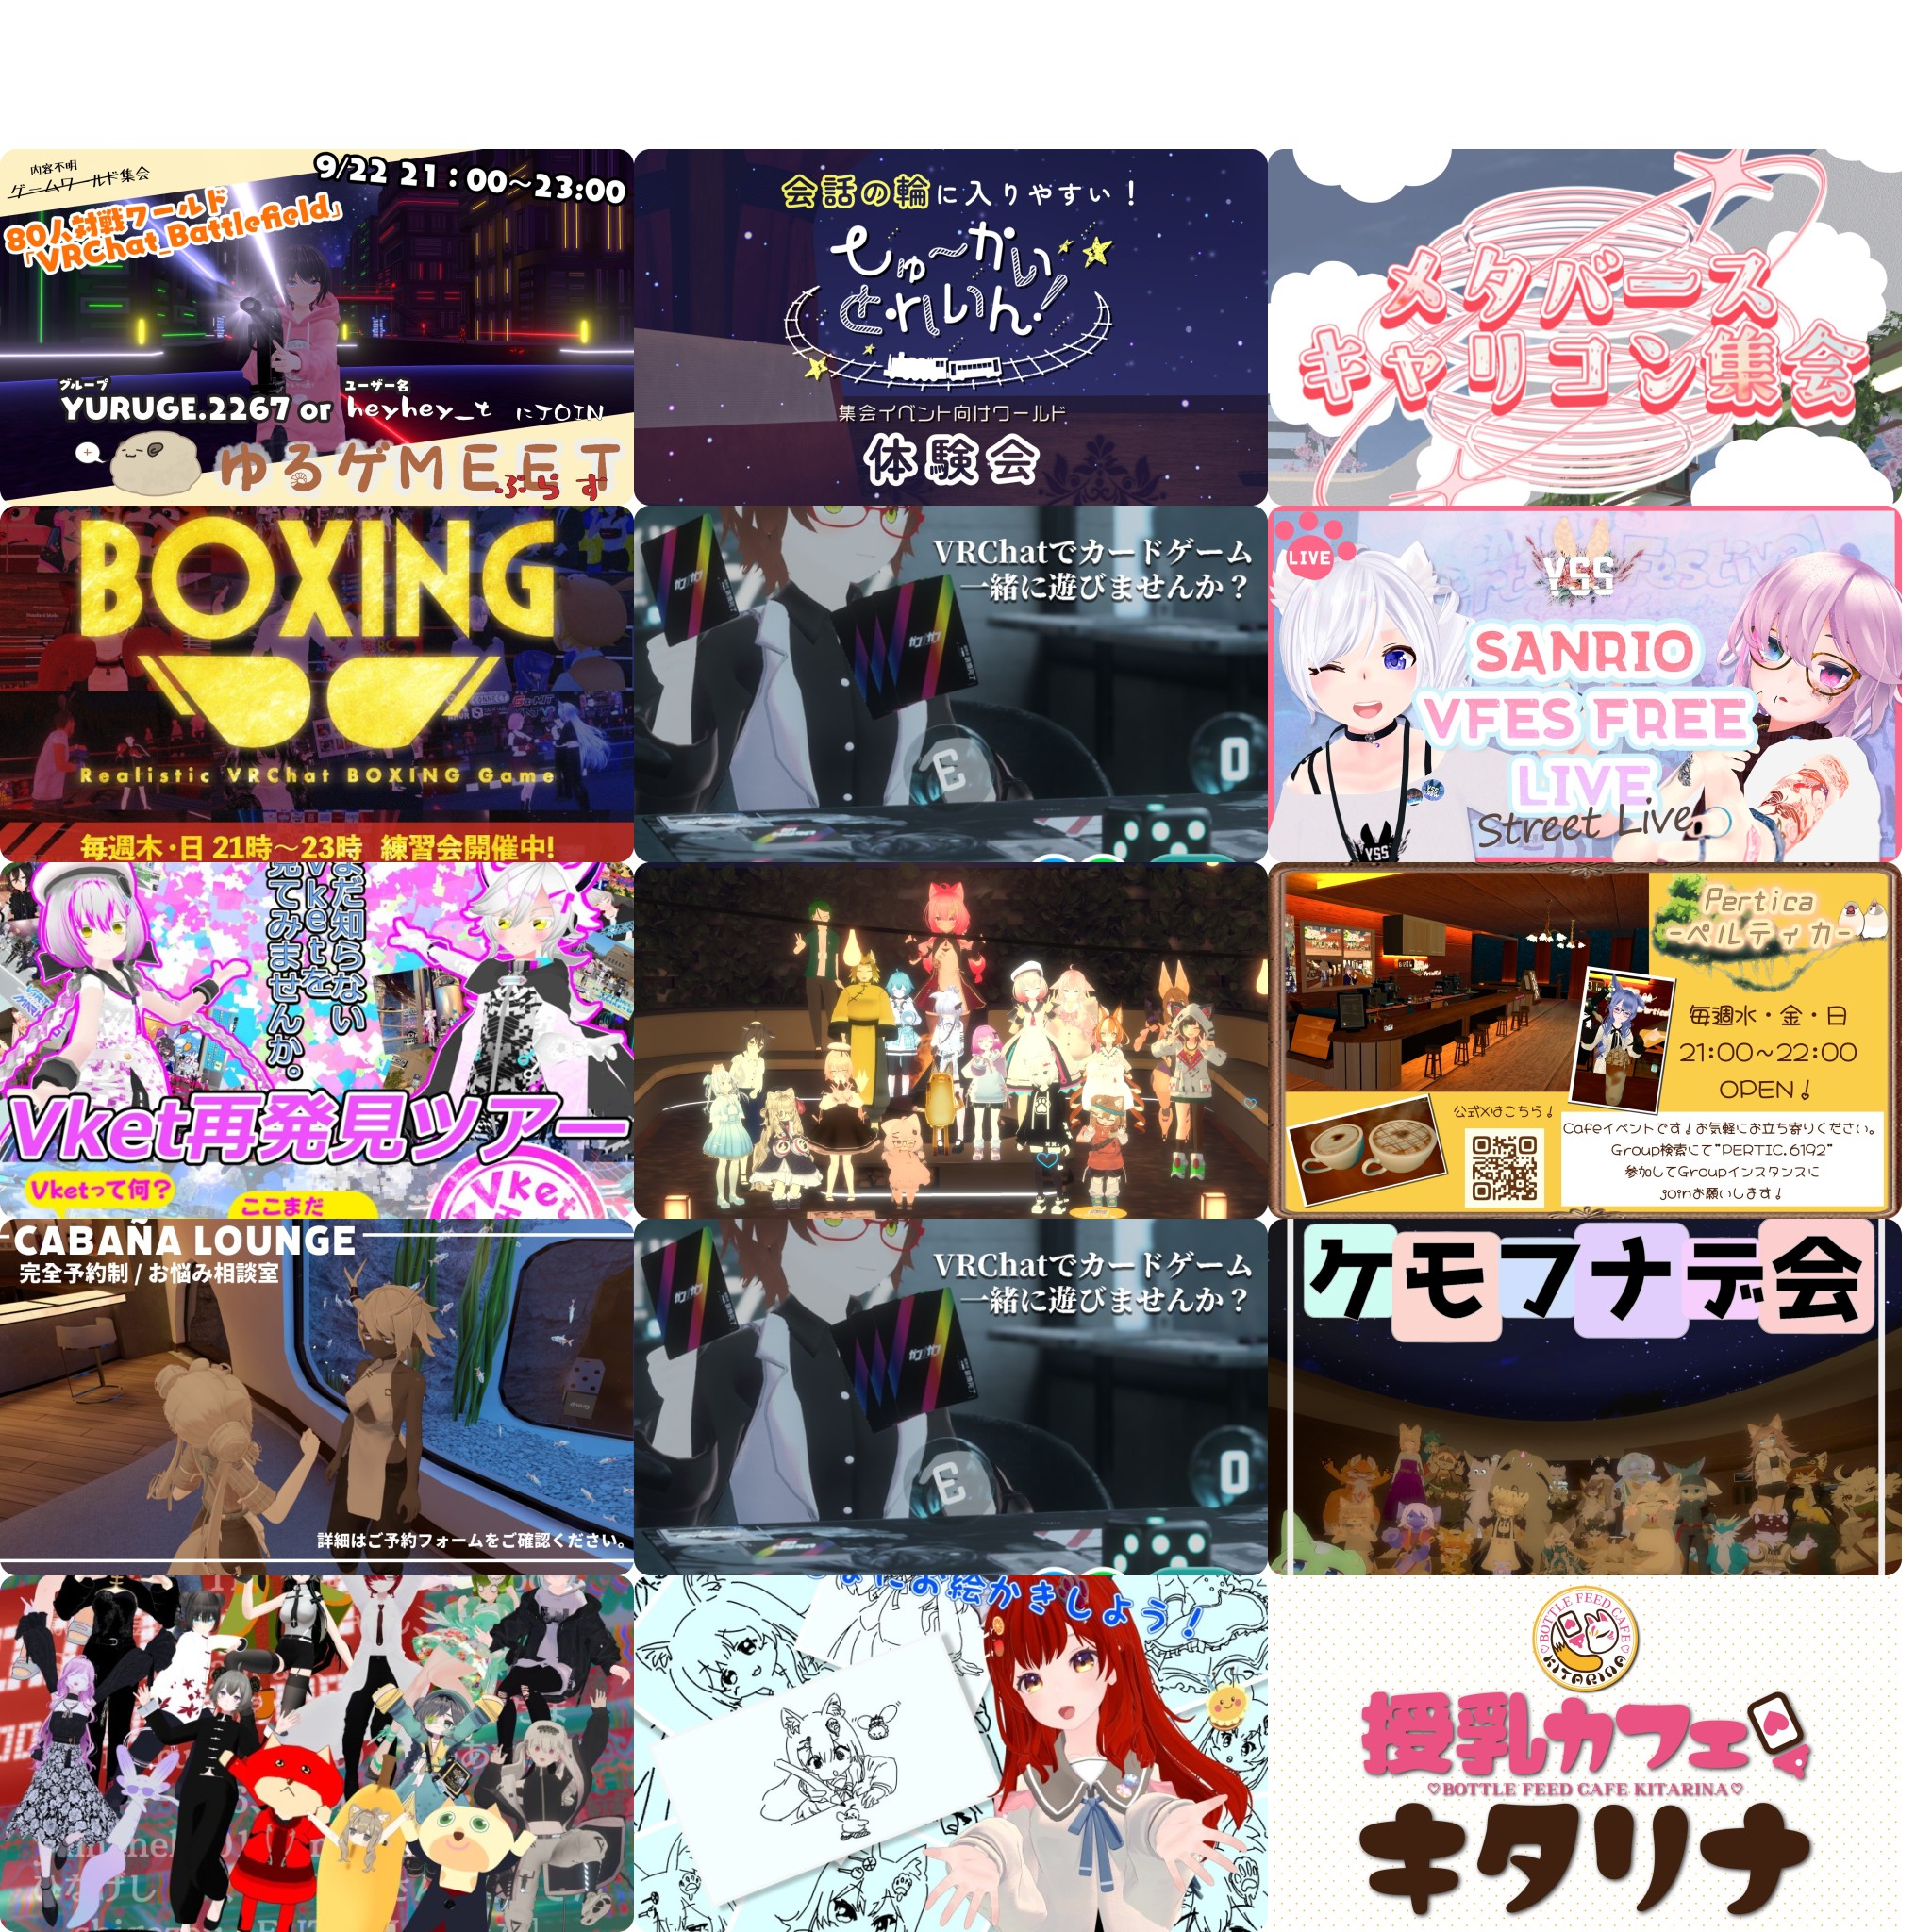 内容不明
ゲームワールド集会
9/22 21:00~23:00
80人対戦ワールド
「VRChat_Battlefield」
グループ
YURUGE.2267 or
ユーザー名
heyhey_t にJOIN
ゆるゲMEET
ぷらす
会話の輪に入りやすい!
ちゅ~かい
とれいん!
集会イベント向けワールド
体験会
メタバース
キャリコン集会
BOXING
Realistic VRChat BOXING Game
毎週木・日 21時~23時 練習会開催中!
VRChatでカードゲーム
一緒に遊びませんか?
E
0
LIVE
YSS
SANRIO
VFES FREE
LIVE
Street Live
YSS
まだ知らない
Vketを
見てみませんか。
Vket再発見ツアー
Vketって何?
ここまだ
Vket
Pertica
-ペルティカ-
毎週水・金・日
21:00~22:00
OPEN!
公式Xはこちら!
Cafeイベントです!お気軽にお立ち寄りください。
Group検索にて"PERTIC.6192"
参加してGroupインスタンスに
joinお願いします!
CABAÑA LOUNGE
完全予約制 / お悩み相談室
詳細はご予約フォームをご確認ください。
VRChatでカードゲーム
一緒に遊びませんか?
E
0
ケモフナデ会
お絵かきしよう!
BOTTLE FEED CAFE
KITARINA
授乳カフェ
♡BOTTLE FEED CAFE KITARINA♡
キタリナ